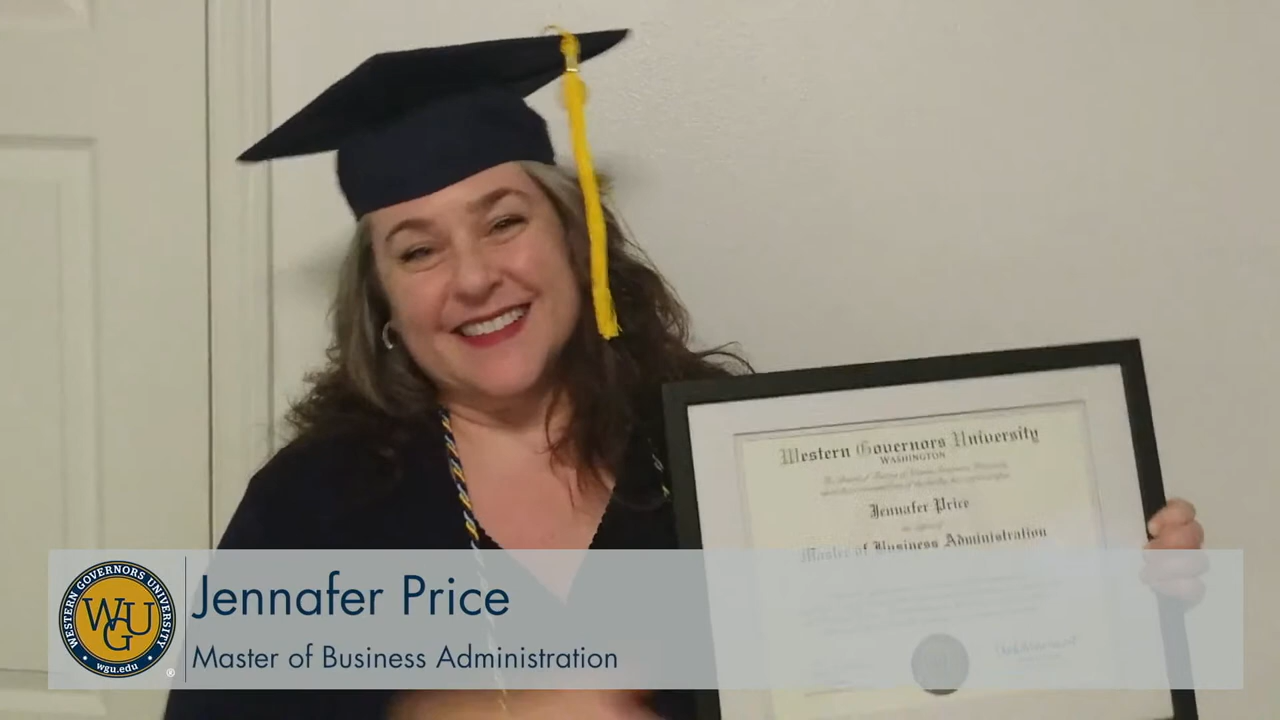 Western Governors University
WASHINGTON
Jennafer Price
Master of Business Administration
WESTERN GOVERNORS UNIVERSITY
WGU
wgu.edu
®
Jennafer Price
Master of Business Administration